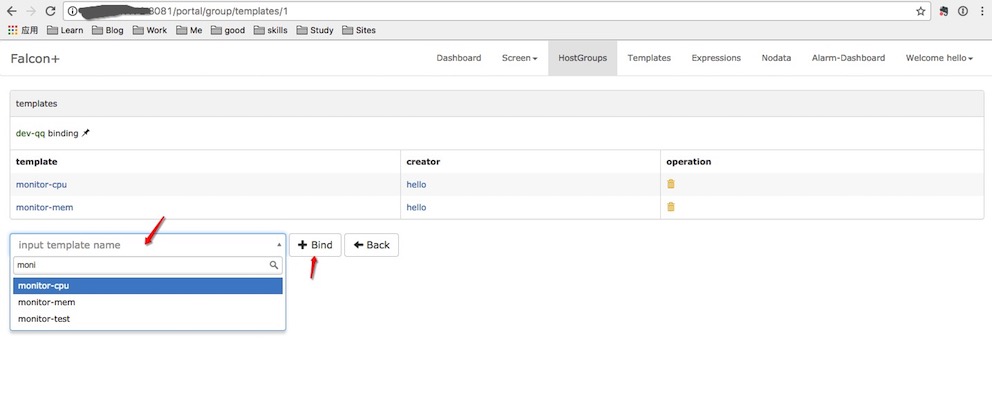 8081/portal/group/templates/1
应用 Learn Blog Work Me good skills Study Sites
Falcon+ Dashboard Screen HostGroups Templates Expressions Nodata Alarm-Dashboard Welcome hello
templates
dev-qq binding
template creator operation
monitor-cpu hello
monitor-mem hello
input template name Bind Back
moni
monitor-cpu
monitor-mem
monitor-test